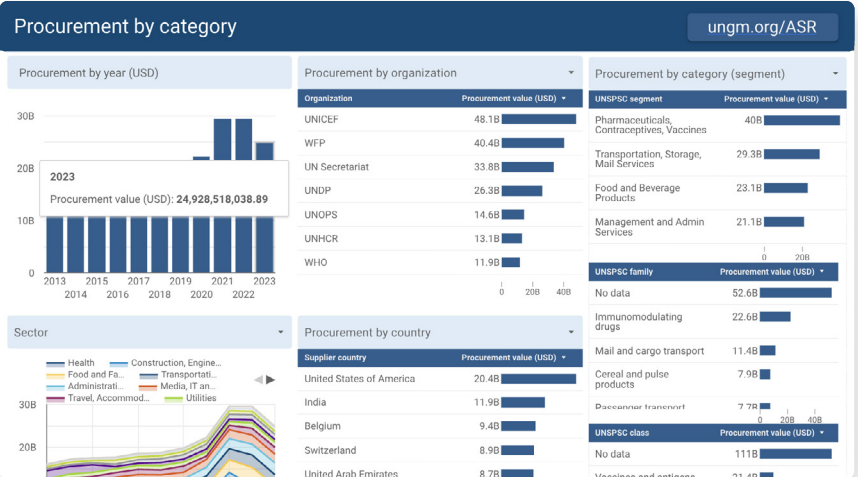 Procurement by category
ungm.org/ASR
Procurement by year (USD)
30B
20B
10B
0
2023
Procurement value (USD): 24,928,518,038.89
2013 2015 2017 2019 2021 2023
2014 2016 2018 2020 2022
Procurement by organization
Organization Procurement value (USD)
UNICEF 48.1B
WFP 40.4B
UN Secretariat 33.8B
UNDP 26.3B
UNOPS 14.6B
UNHCR 13.1B
WHO 11.9B
0 20B 40B
Procurement by category (segment)
UNSPSC segment Procurement value (USD)
Pharmaceuticals, 40B
Contraceptives, Vaccines
Transportation, Storage, 29.3B
Mail Services
Food and Beverage 23.1B
Products
Management and Admin 21.1B
Services
0 20B
UNSPSC family Procurement value (USD)
No data 52.6B
Immunomodulating 22.6B
drugs
Mail and cargo transport 11.4B
Cereal and pulse 7.9B
products
Passenger transport 7.7B
0 20B 40B
UNSPSC class Procurement value (USD)
No data 111B
Sector
Health Construction, Engine...
Food and Fa... Transportati...
Administrati... Media, IT an...
Travel, Accommod... Utilities
30B
20B
Procurement by country
Supplier country Procurement value (USD)
United States of America 20.4B
India 11.9B
Belgium 9.4B
Switzerland 8.9B
United Arab Emirates 8.7B